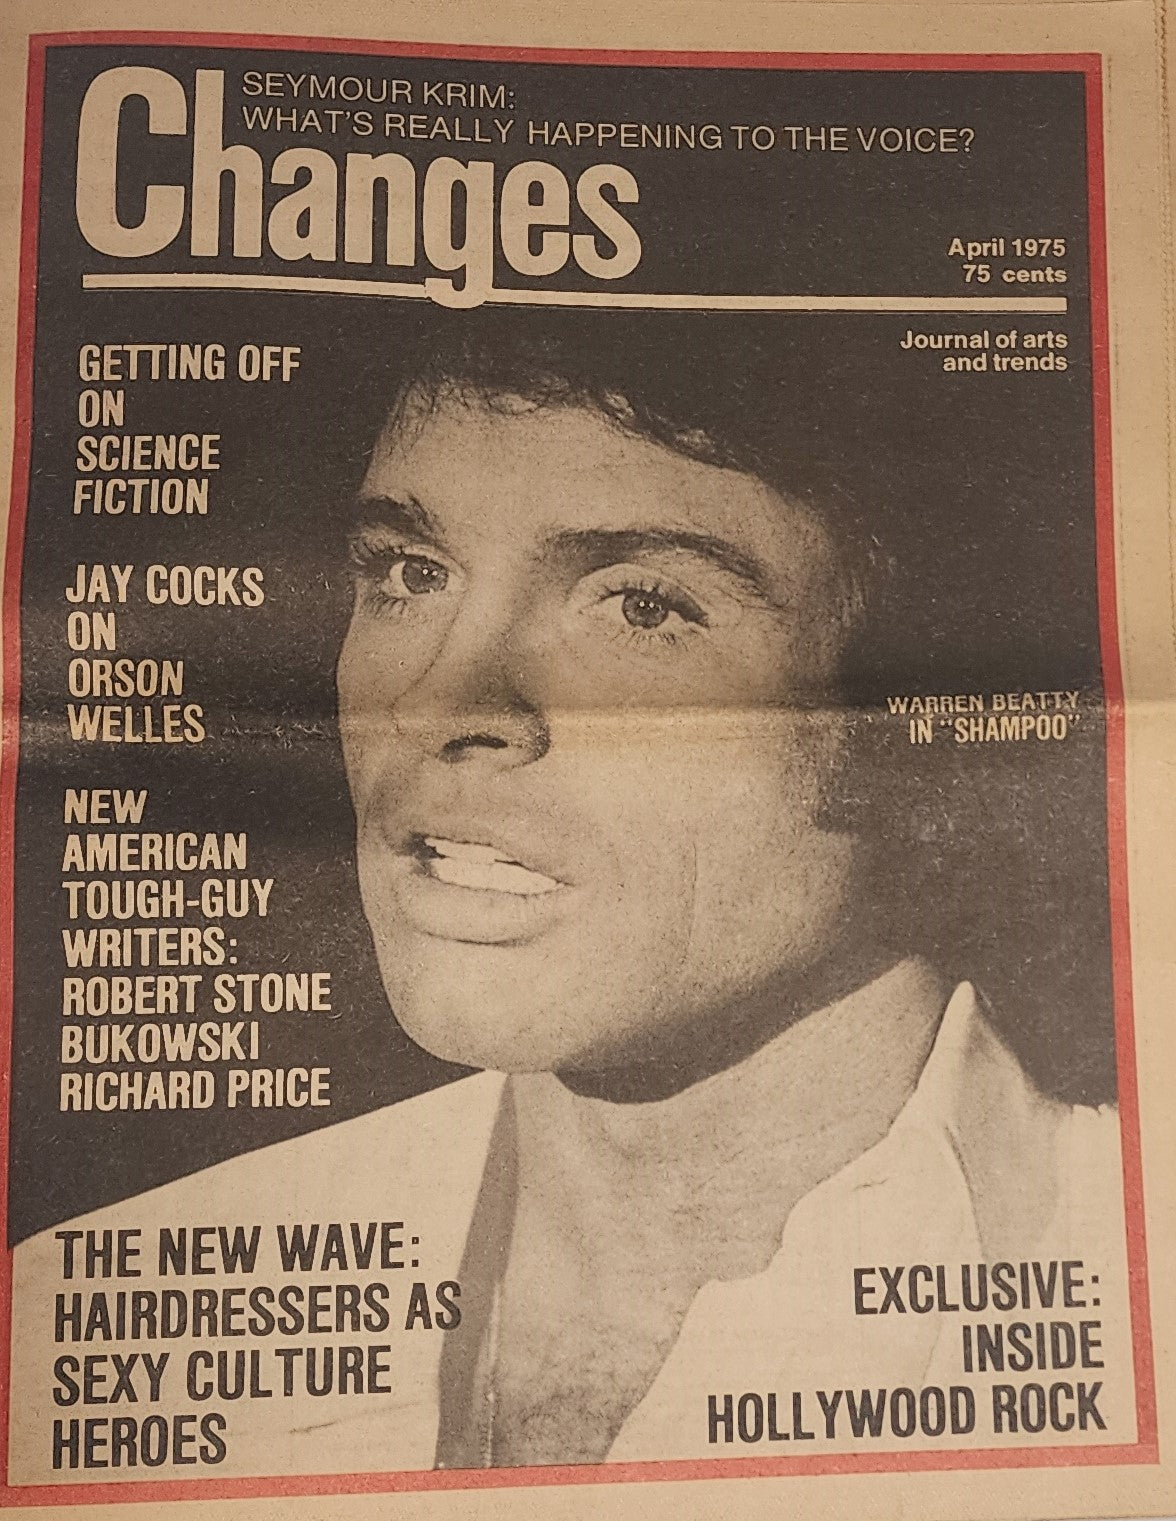 SEYMOUR KRIM:
WHAT'S REALLY HAPPENING TO THE VOICE?
Changes
April 1975
75 cents
Journal of arts
and trends
GETTING OFF
ON
SCIENCE
FICTION
JAY COCKS
ON
ORSON
WELLES
WARREN BEATTY
IN "SHAMPOO"
NEW
AMERICAN
TOUGH-GUY
WRITERS:
ROBERT STONE
BUKOWSKI
RICHARD PRICE
THE NEW WAVE:
HAIRDRESSERS AS
SEXY CULTURE
HEROES
EXCLUSIVE:
INSIDE
HOLLYWOOD ROCK